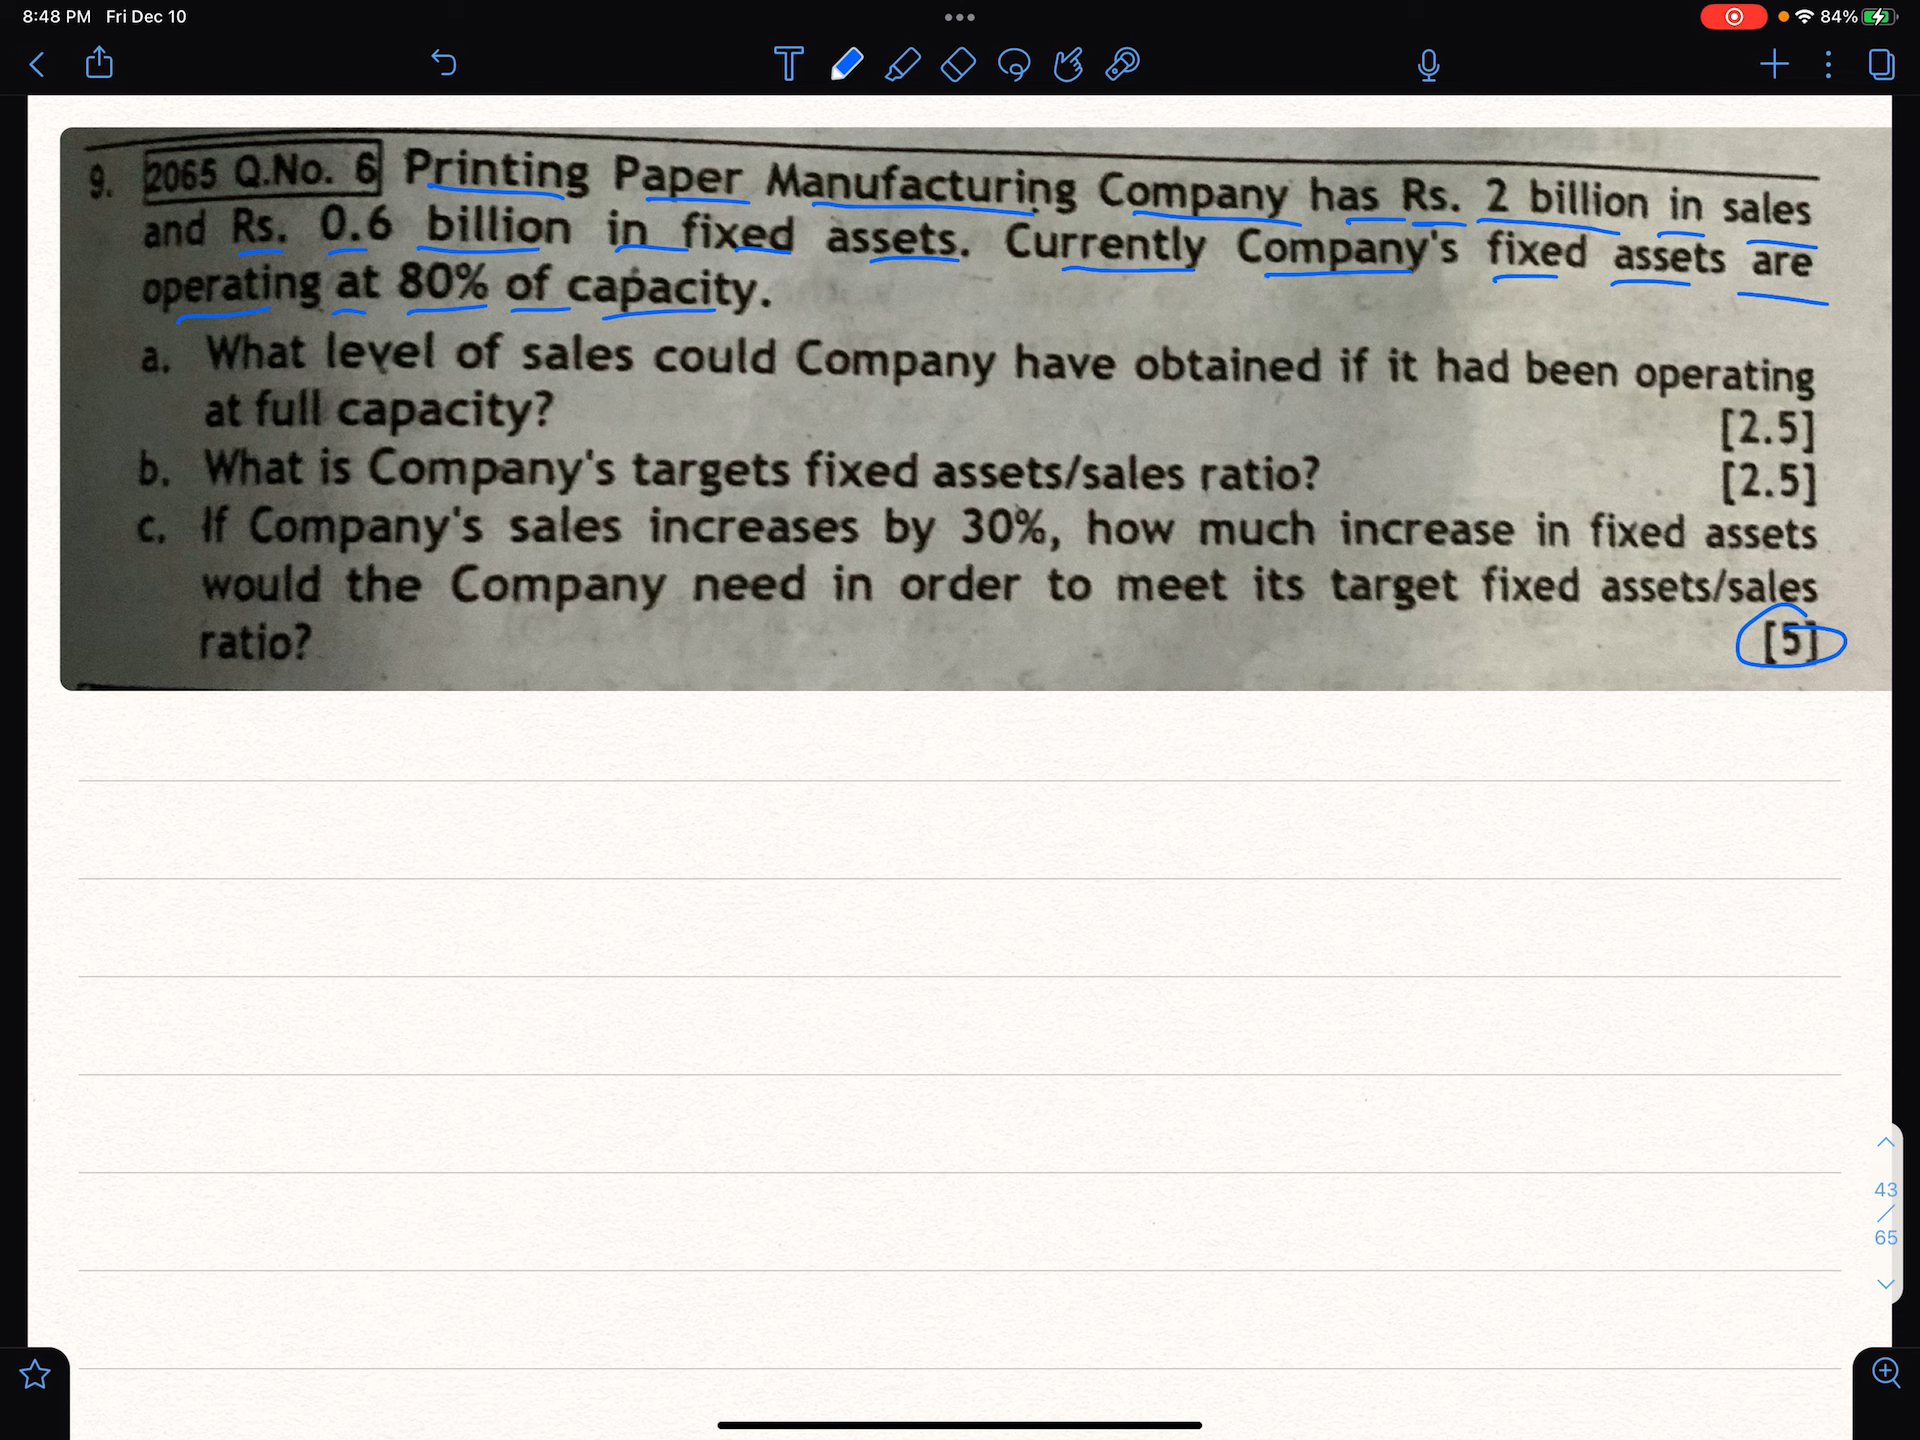 8:48 PM Fri Dec 10
84%
9. 2065 Q.No. 6 Printing Paper Manufacturing Company has Rs. 2 billion in sales
and Rs. 0.6 billion in fixed assets. Currently Company's fixed assets are
operating at 80% of capacity.
a. What level of sales could Company have obtained if it had been operating
at full capacity? [2.5]
b. What is Company's targets fixed assets/sales ratio? [2.5]
c. If Company's sales increases by 30%, how much increase in fixed assets
would the Company need in order to meet its target fixed assets/sales
ratio? [5]
43
/
65